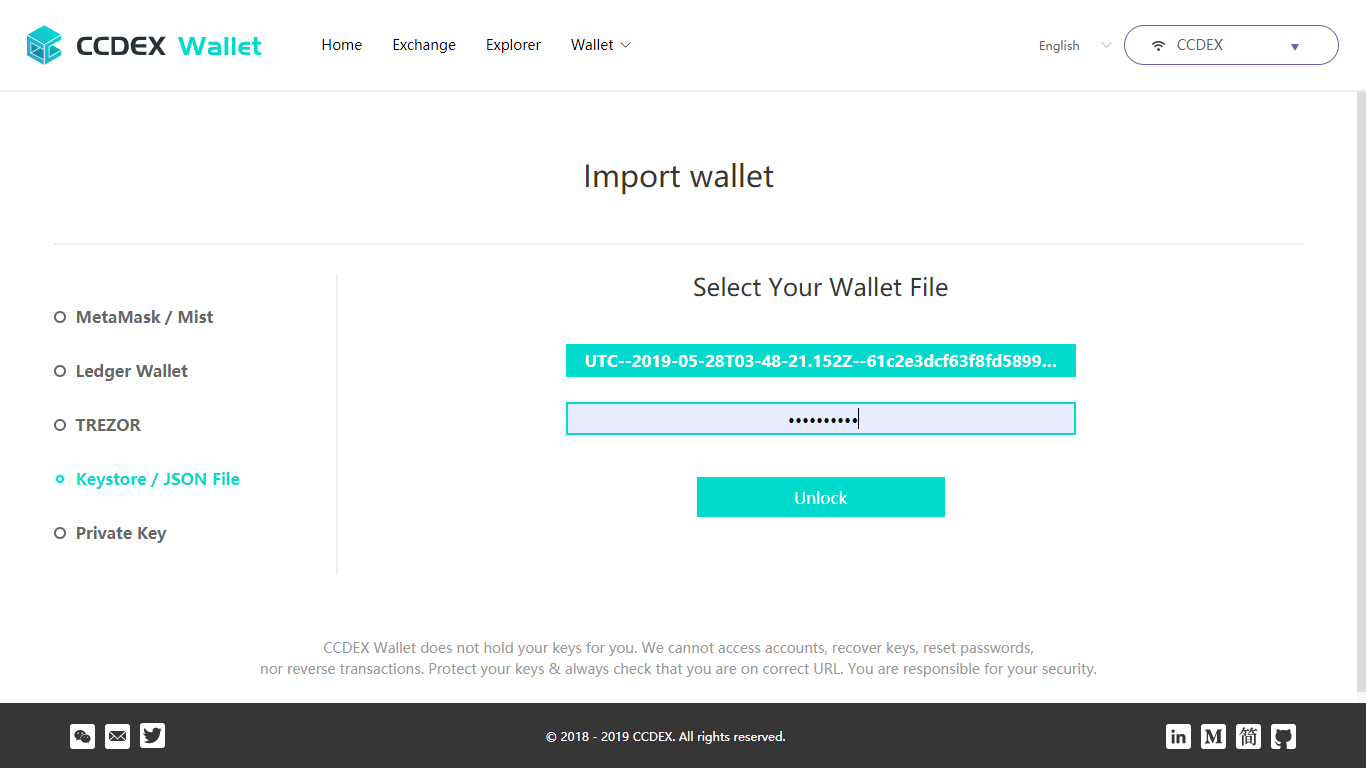 CCDEX Wallet
Home Exchange Explorer Wallet
English
CCDEX
Import wallet
MetaMask / Mist
Ledger Wallet
TREZOR
Keystore / JSON File
Private Key
Select Your Wallet File
UTC--2019-05-28T03-48-21.152Z--61c2e3dcf63f8fd5899...
••••••••••
Unlock
CCDEX Wallet does not hold your keys for you. We cannot access accounts, recover keys, reset passwords,
nor reverse transactions. Protect your keys & always check that you are on correct URL. You are responsible for your security.
© 2018 - 2019 CCDEX. All rights reserved.
in M 简